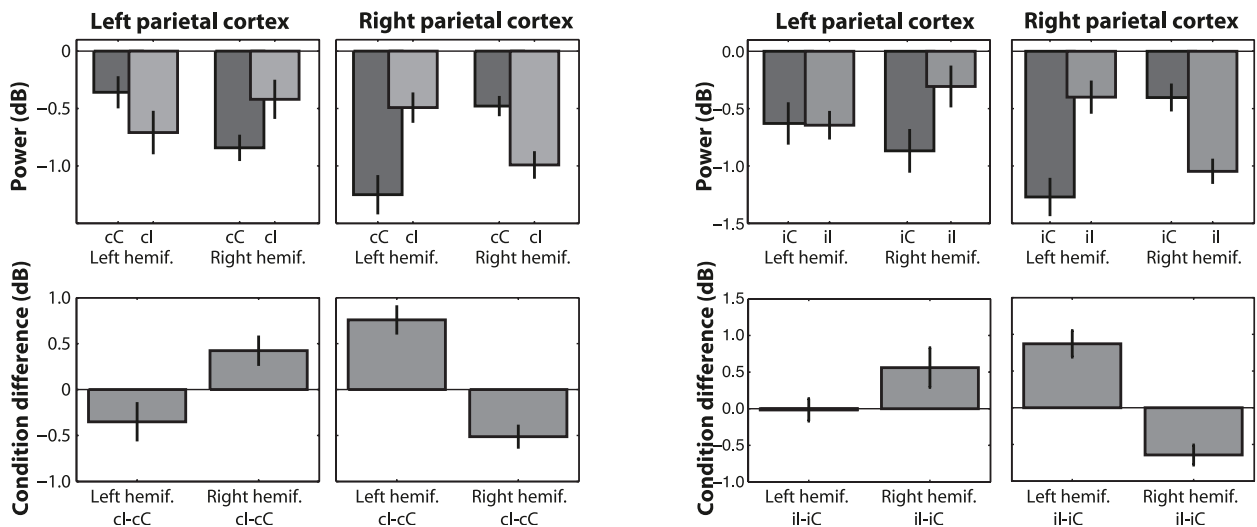 Left parietal cortex
Right parietal cortex
Power (dB)
0
−0.5
−1.0
cC cI
Left hemif.
cC cI
Right hemif.
cC cI
Left hemif.
cC cI
Right hemif.
Condition difference (dB)
1.0
0.5
0
−0.5
−1.0
Left hemif.
cI-cC
Right hemif.
cI-cC
Left hemif.
cI-cC
Right hemif.
cI-cC
Left parietal cortex
Right parietal cortex
Power (dB)
0.0
−0.5
−1.0
−1.5
iC iI
Left hemif.
iC iI
Right hemif.
iC iI
Left hemif.
iC iI
Right hemif.
Condition difference (dB)
1.5
1.0
0.5
0.0
−0.5
−1.0
Left hemif.
iI-iC
Right hemif.
iI-iC
Left hemif.
iI-iC
Right hemif.
iI-iC